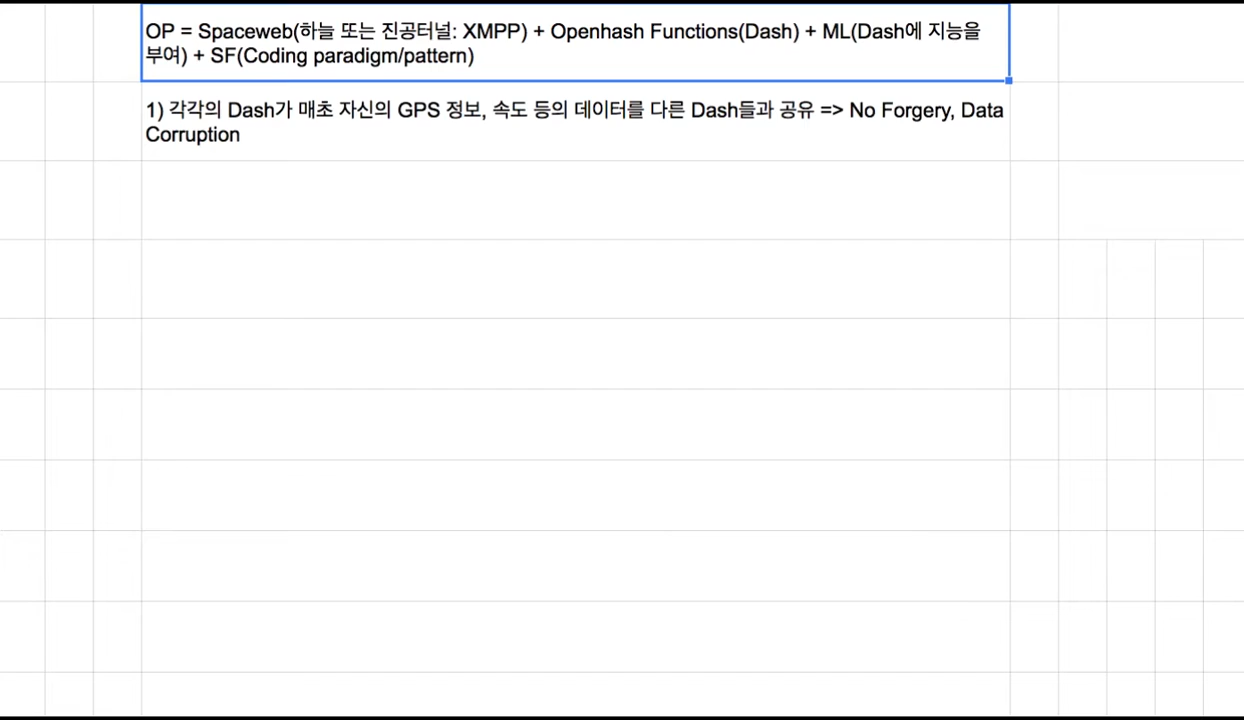 OP = Spaceweb(하늘 또는 진공터널: XMPP) + Openhash Functions(Dash) + ML(Dash에 지능을
부여) + SF(Coding paradigm/pattern)
1) 각각의 Dash가 매초 자신의 GPS 정보, 속도 등의 데이터를 다른 Dash들과 공유 => No Forgery, Data
Corruption